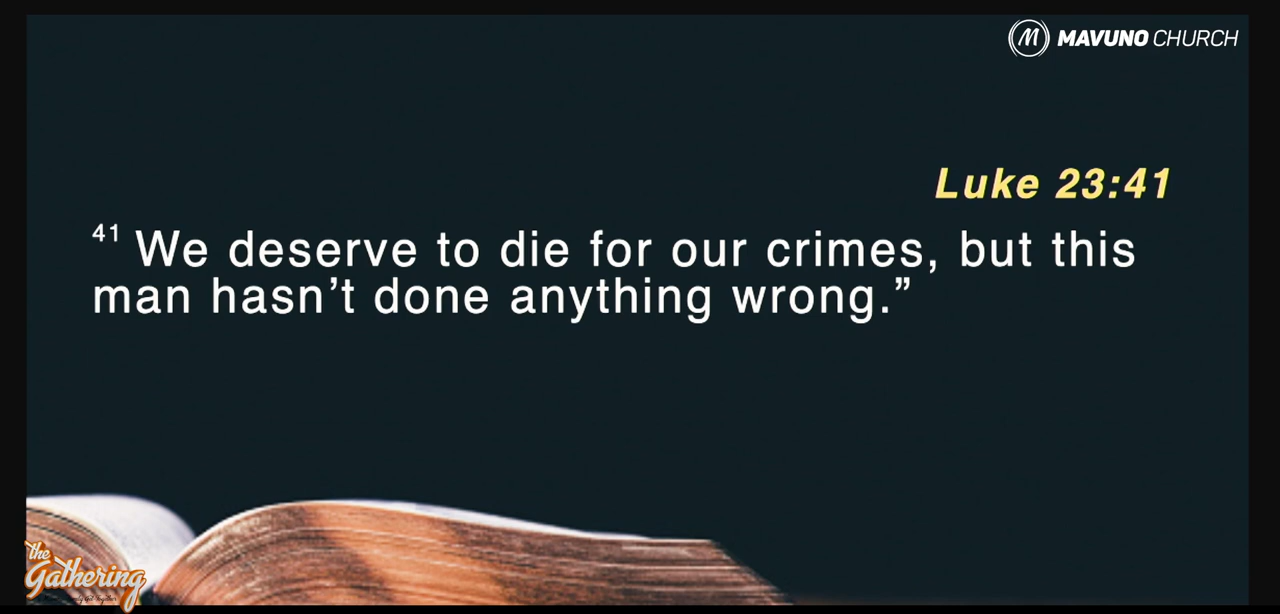 MAVUNO CHURCH
Luke 23:41
41 We deserve to die for our crimes, but this
man hasn’t done anything wrong.”
the
Gathering